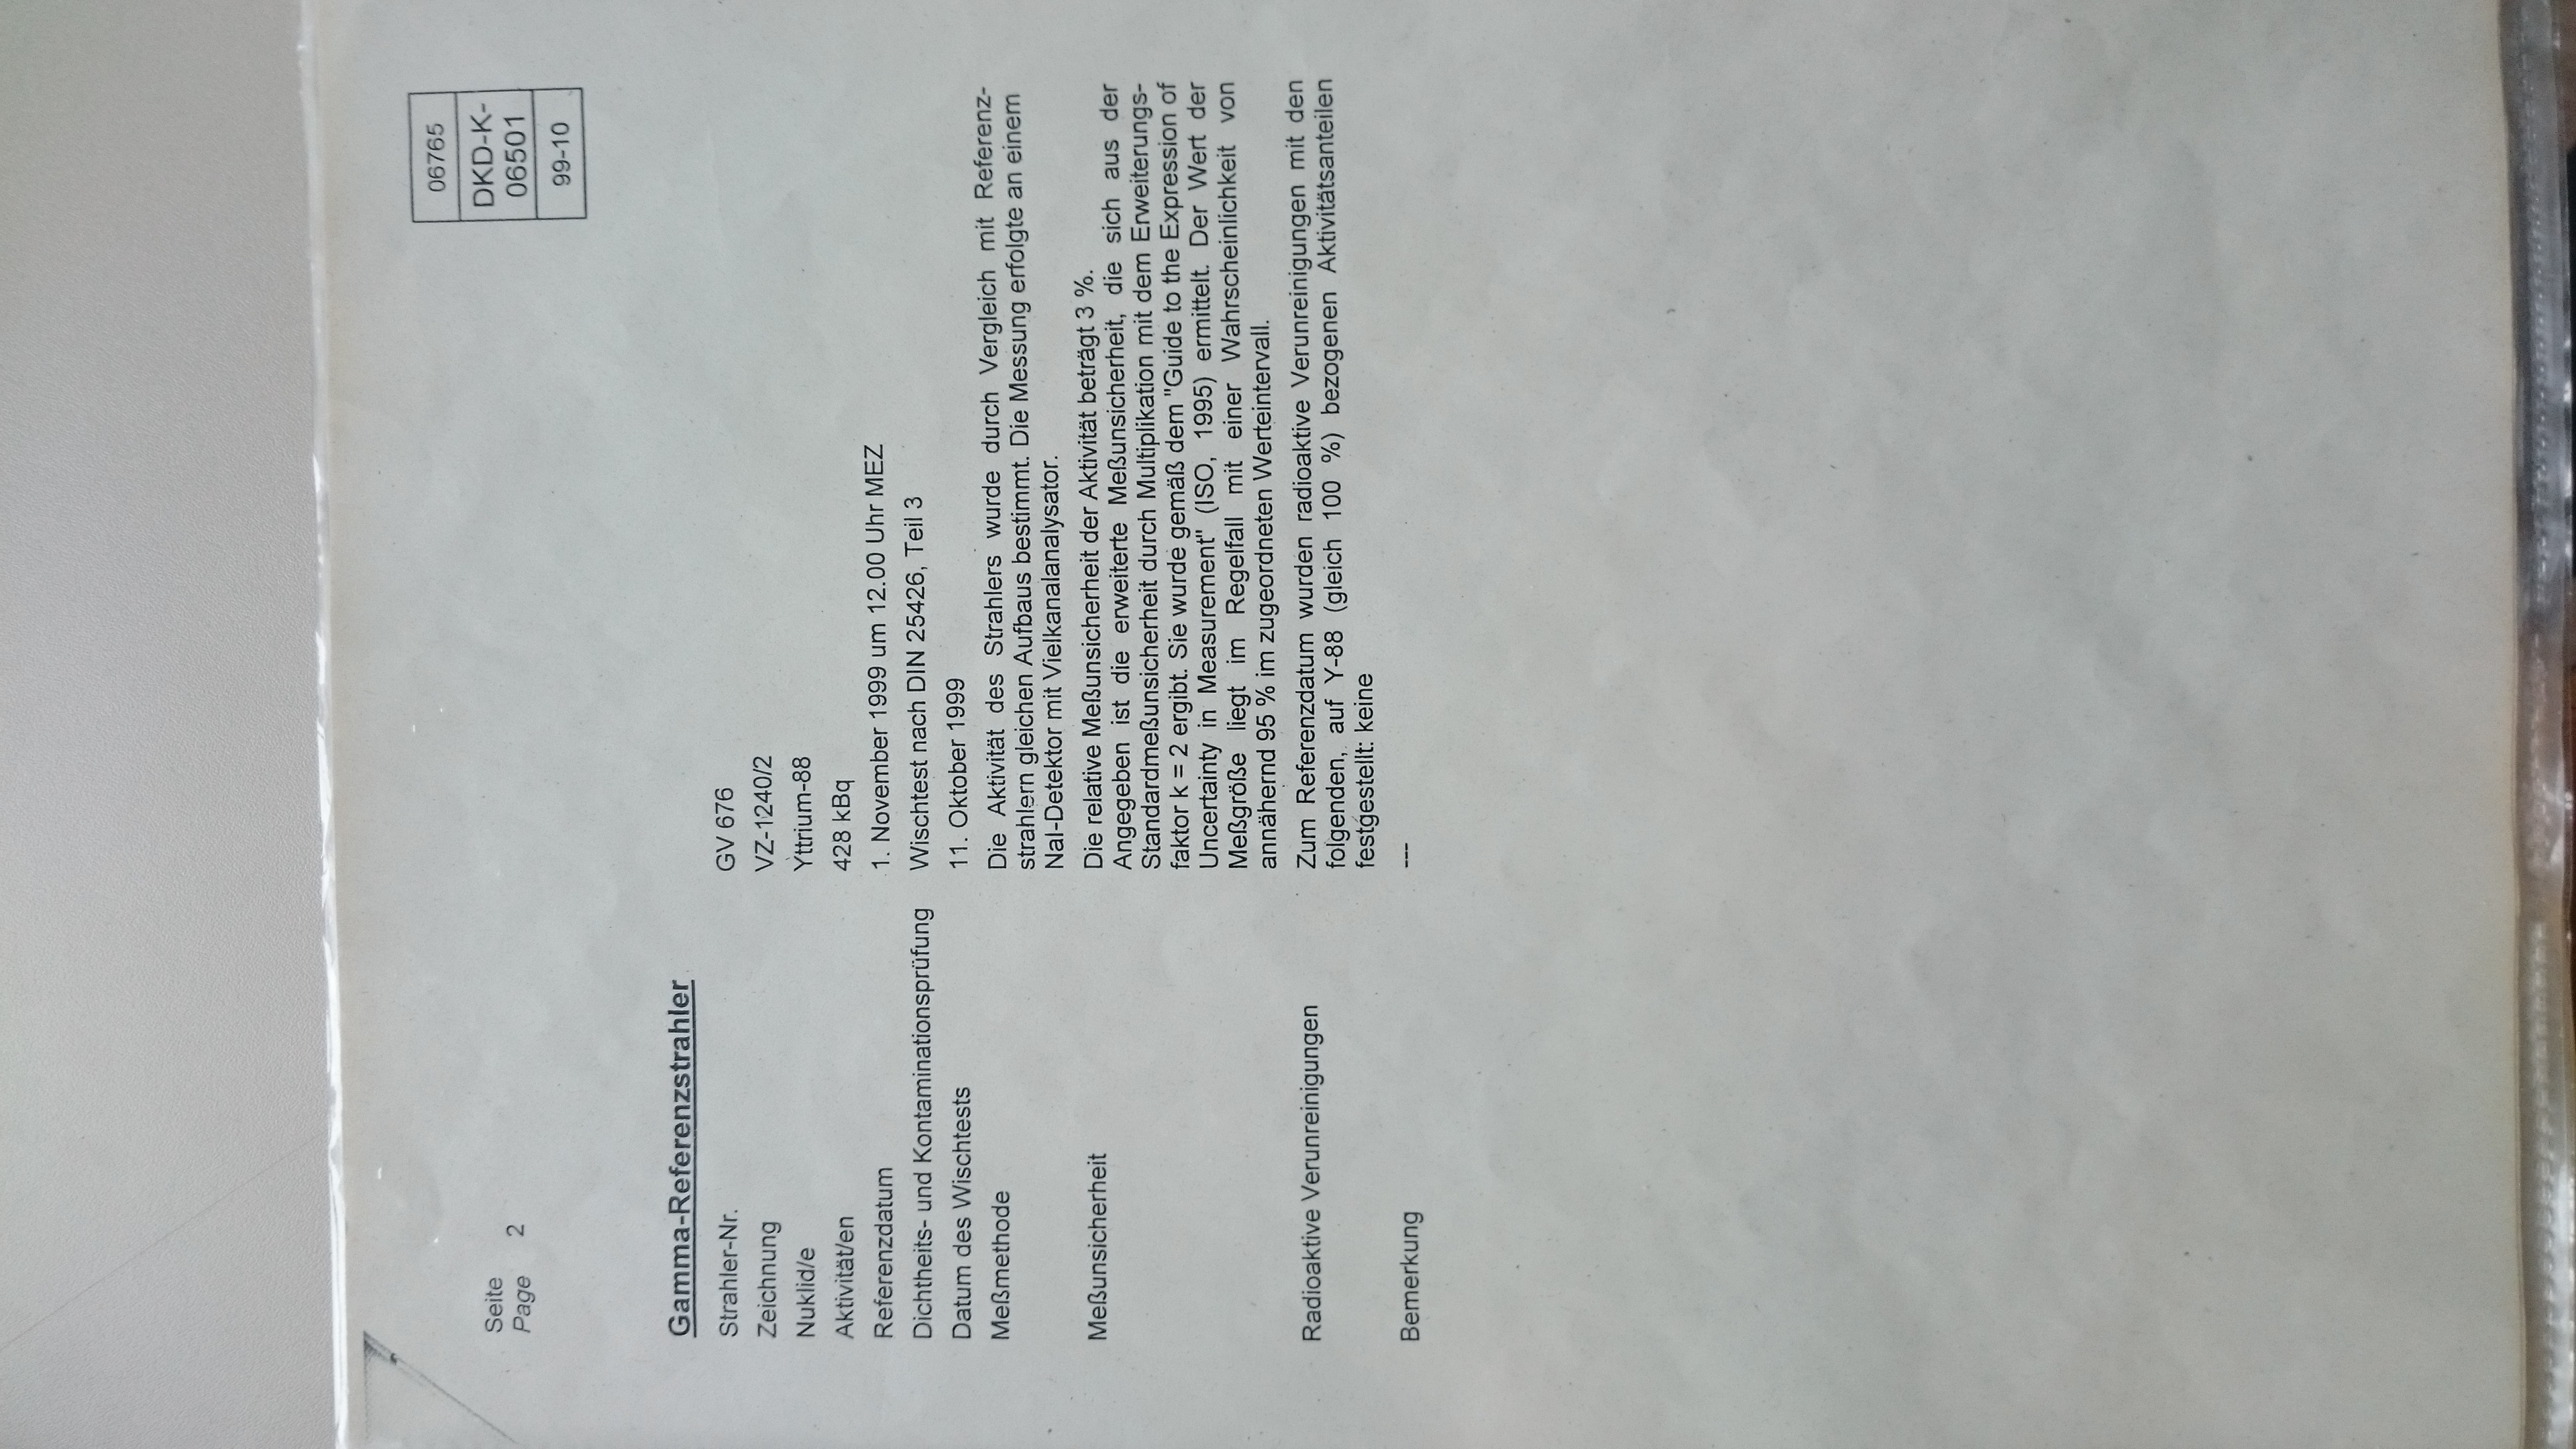 Seite
Page 2
06765
DKD-K-
06501
99-10
Gamma-Referenzstrahler
Strahler-Nr. GV 676
Zeichnung VZ-1240/2
Nuklid/e Yttrium-88
Aktivität/en 428 kBq
Referenzdatum 1. November 1999 um 12.00 Uhr MEZ
Dichtheits- und Kontaminationsprüfung Wischtest nach DIN 25426, Teil 3
Datum des Wischtests 11. Oktober 1999
Meßmethode Die Aktivität des Strahlers wurde durch Vergleich mit Referenz-
strahlern gleichen Aufbaus bestimmt. Die Messung erfolgte an einem
NaI-Detektor mit Vielkanalanalysator.
Meßunsicherheit Die relative Meßunsicherheit der Aktivität beträgt 3 %.
Angegeben ist die erweiterte Meßunsicherheit, die sich aus der
Standardmeßunsicherheit durch Multiplikation mit dem Erweiterungs-
faktor k = 2 ergibt. Sie wurde gemäß dem "Guide to the Expression of
Uncertainty in Measurement" (ISO, 1995) ermittelt. Der Wert der
Meßgröße liegt im Regelfall mit einer Wahrscheinlichkeit von
annähernd 95 % im zugeordneten Werteintervall.
Radioaktive Verunreinigungen Zum Referenzdatum wurden radioaktive Verunreinigungen mit den
folgenden, auf Y-88 (gleich 100 %) bezogenen Aktivitätsanteilen
festgestellt: keine
Bemerkung ---